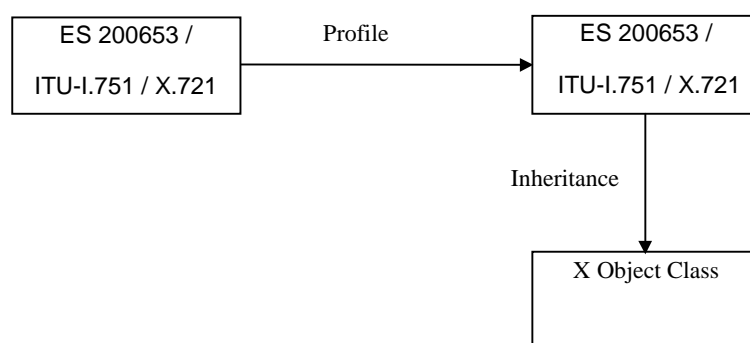 ES 200653 /
ITU-I.751 / X.721
Profile
ES 200653 /
ITU-I.751 / X.721
Inheritance
X Object Class